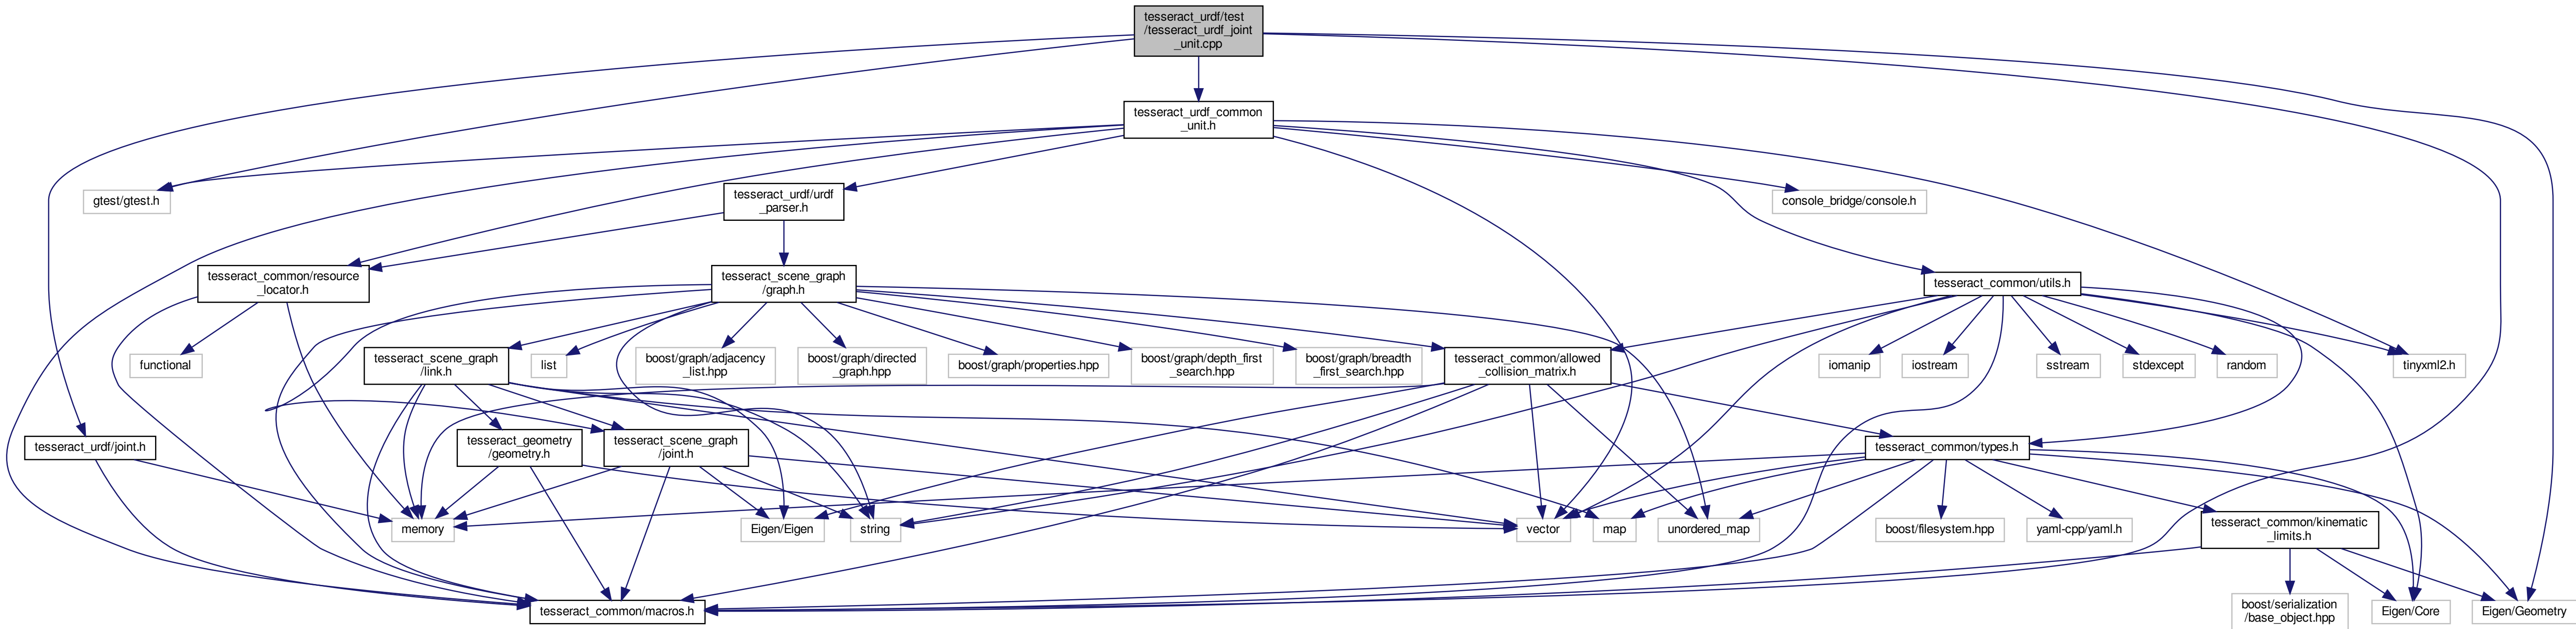 tesseract_urdf/test
/tesseract_urdf_joint
_unit.cpp
tesseract_urdf_common
_unit.h
gtest/gtest.h
tesseract_urdf/urdf
_parser.h
console_bridge/console.h
tesseract_common/resource
_locator.h
tesseract_scene_graph
/graph.h
tesseract_common/utils.h
functional
tesseract_scene_graph
/link.h
list
boost/graph/adjacency
_list.hpp
boost/graph/directed
_graph.hpp
boost/graph/properties.hpp
boost/graph/depth_first
_search.hpp
boost/graph/breadth
_first_search.hpp
tesseract_common/allowed
_collision_matrix.h
iomanip
iostream
sstream
stdexcept
random
tinyxml2.h
tesseract_urdf/joint.h
tesseract_geometry
/geometry.h
tesseract_scene_graph
/joint.h
tesseract_common/types.h
memory
Eigen/Eigen
string
vector
map
unordered_map
boost/filesystem.hpp
yaml-cpp/yaml.h
tesseract_common/kinematic
_limits.h
tesseract_common/macros.h
boost/serialization
/base_object.hpp
Eigen/Core
Eigen/Geometry